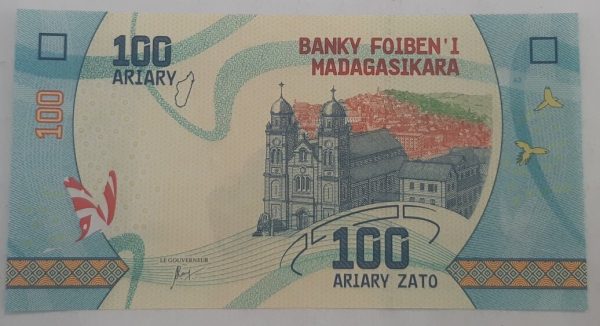 100
ARIARY
BANKY FOIBEN'I
MADAGASIKARA
100
LE GOUVERNEUR
100
ARIARY ZATO